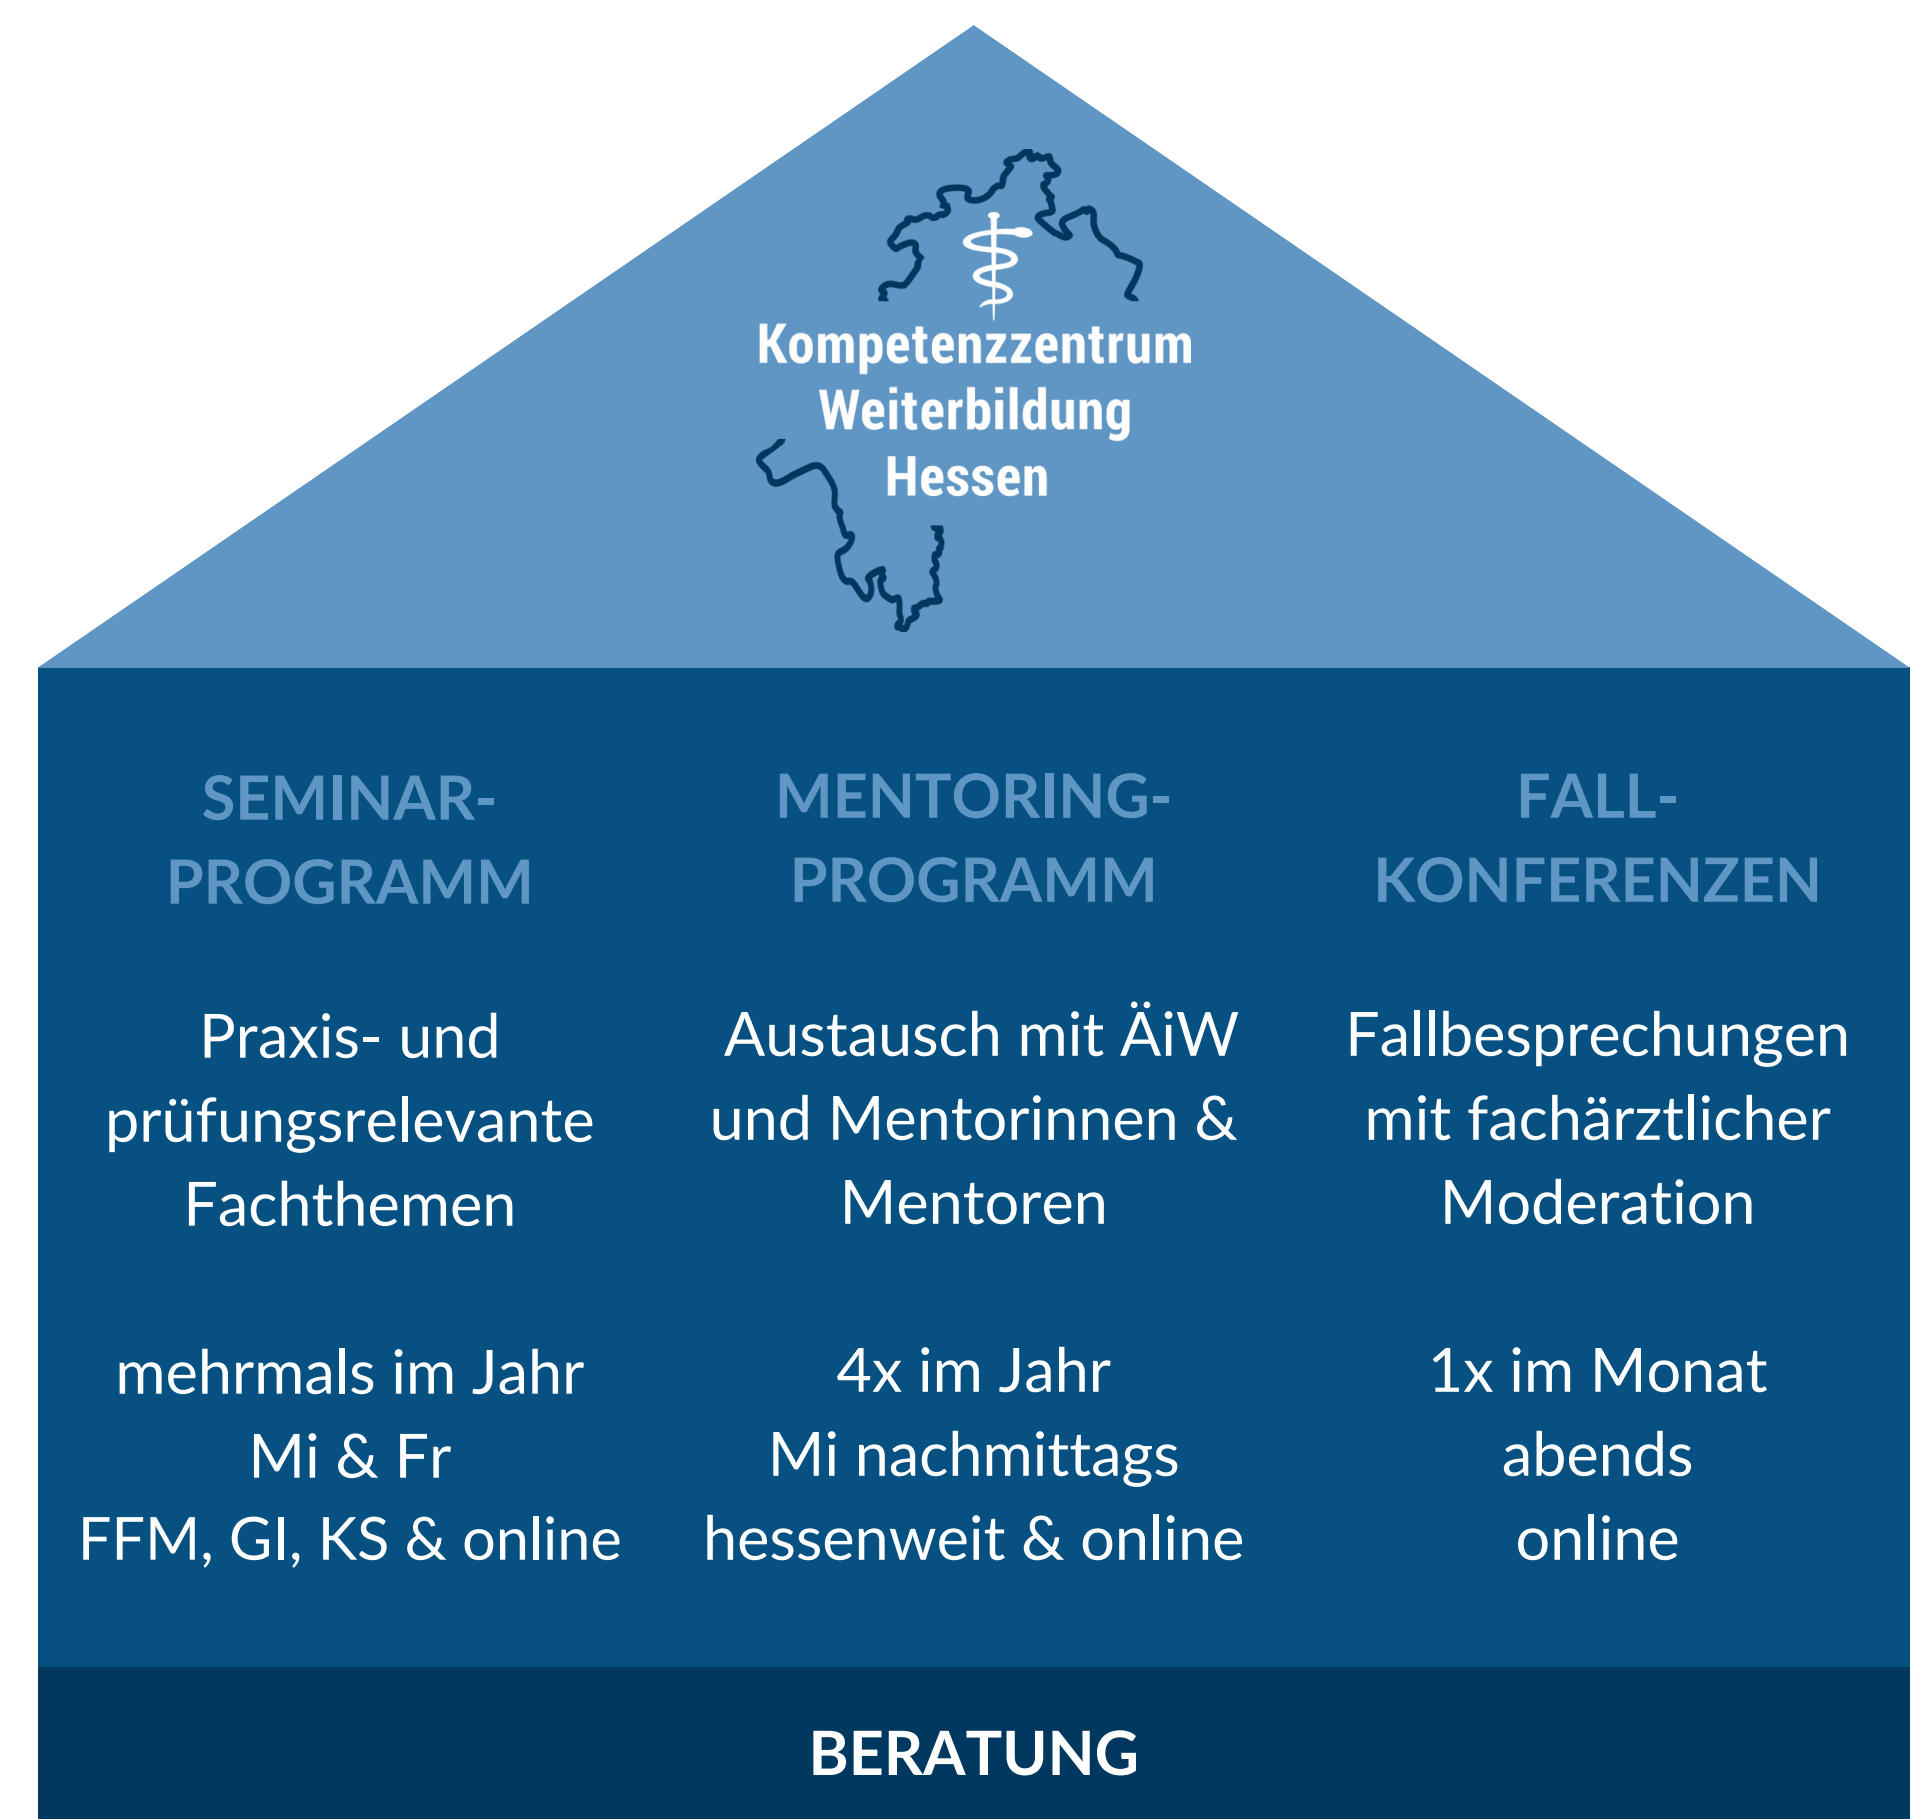 Kompetenzzentrum
Weiterbildung
Hessen
SEMINAR-
PROGRAMM
Praxis- und
prüfungsrelevante
Fachthemen
mehrmals im Jahr
Mi & Fr
FFM, GI, KS & online
MENTORING-
PROGRAMM
Austausch mit ÄiW
und Mentorinnen &
Mentoren
4x im Jahr
Mi nachmittags
hessenweit & online
FALL-
KONFERENZEN
Fallbesprechungen
mit fachärztlicher
Moderation
1x im Monat
abends
online
BERATUNG